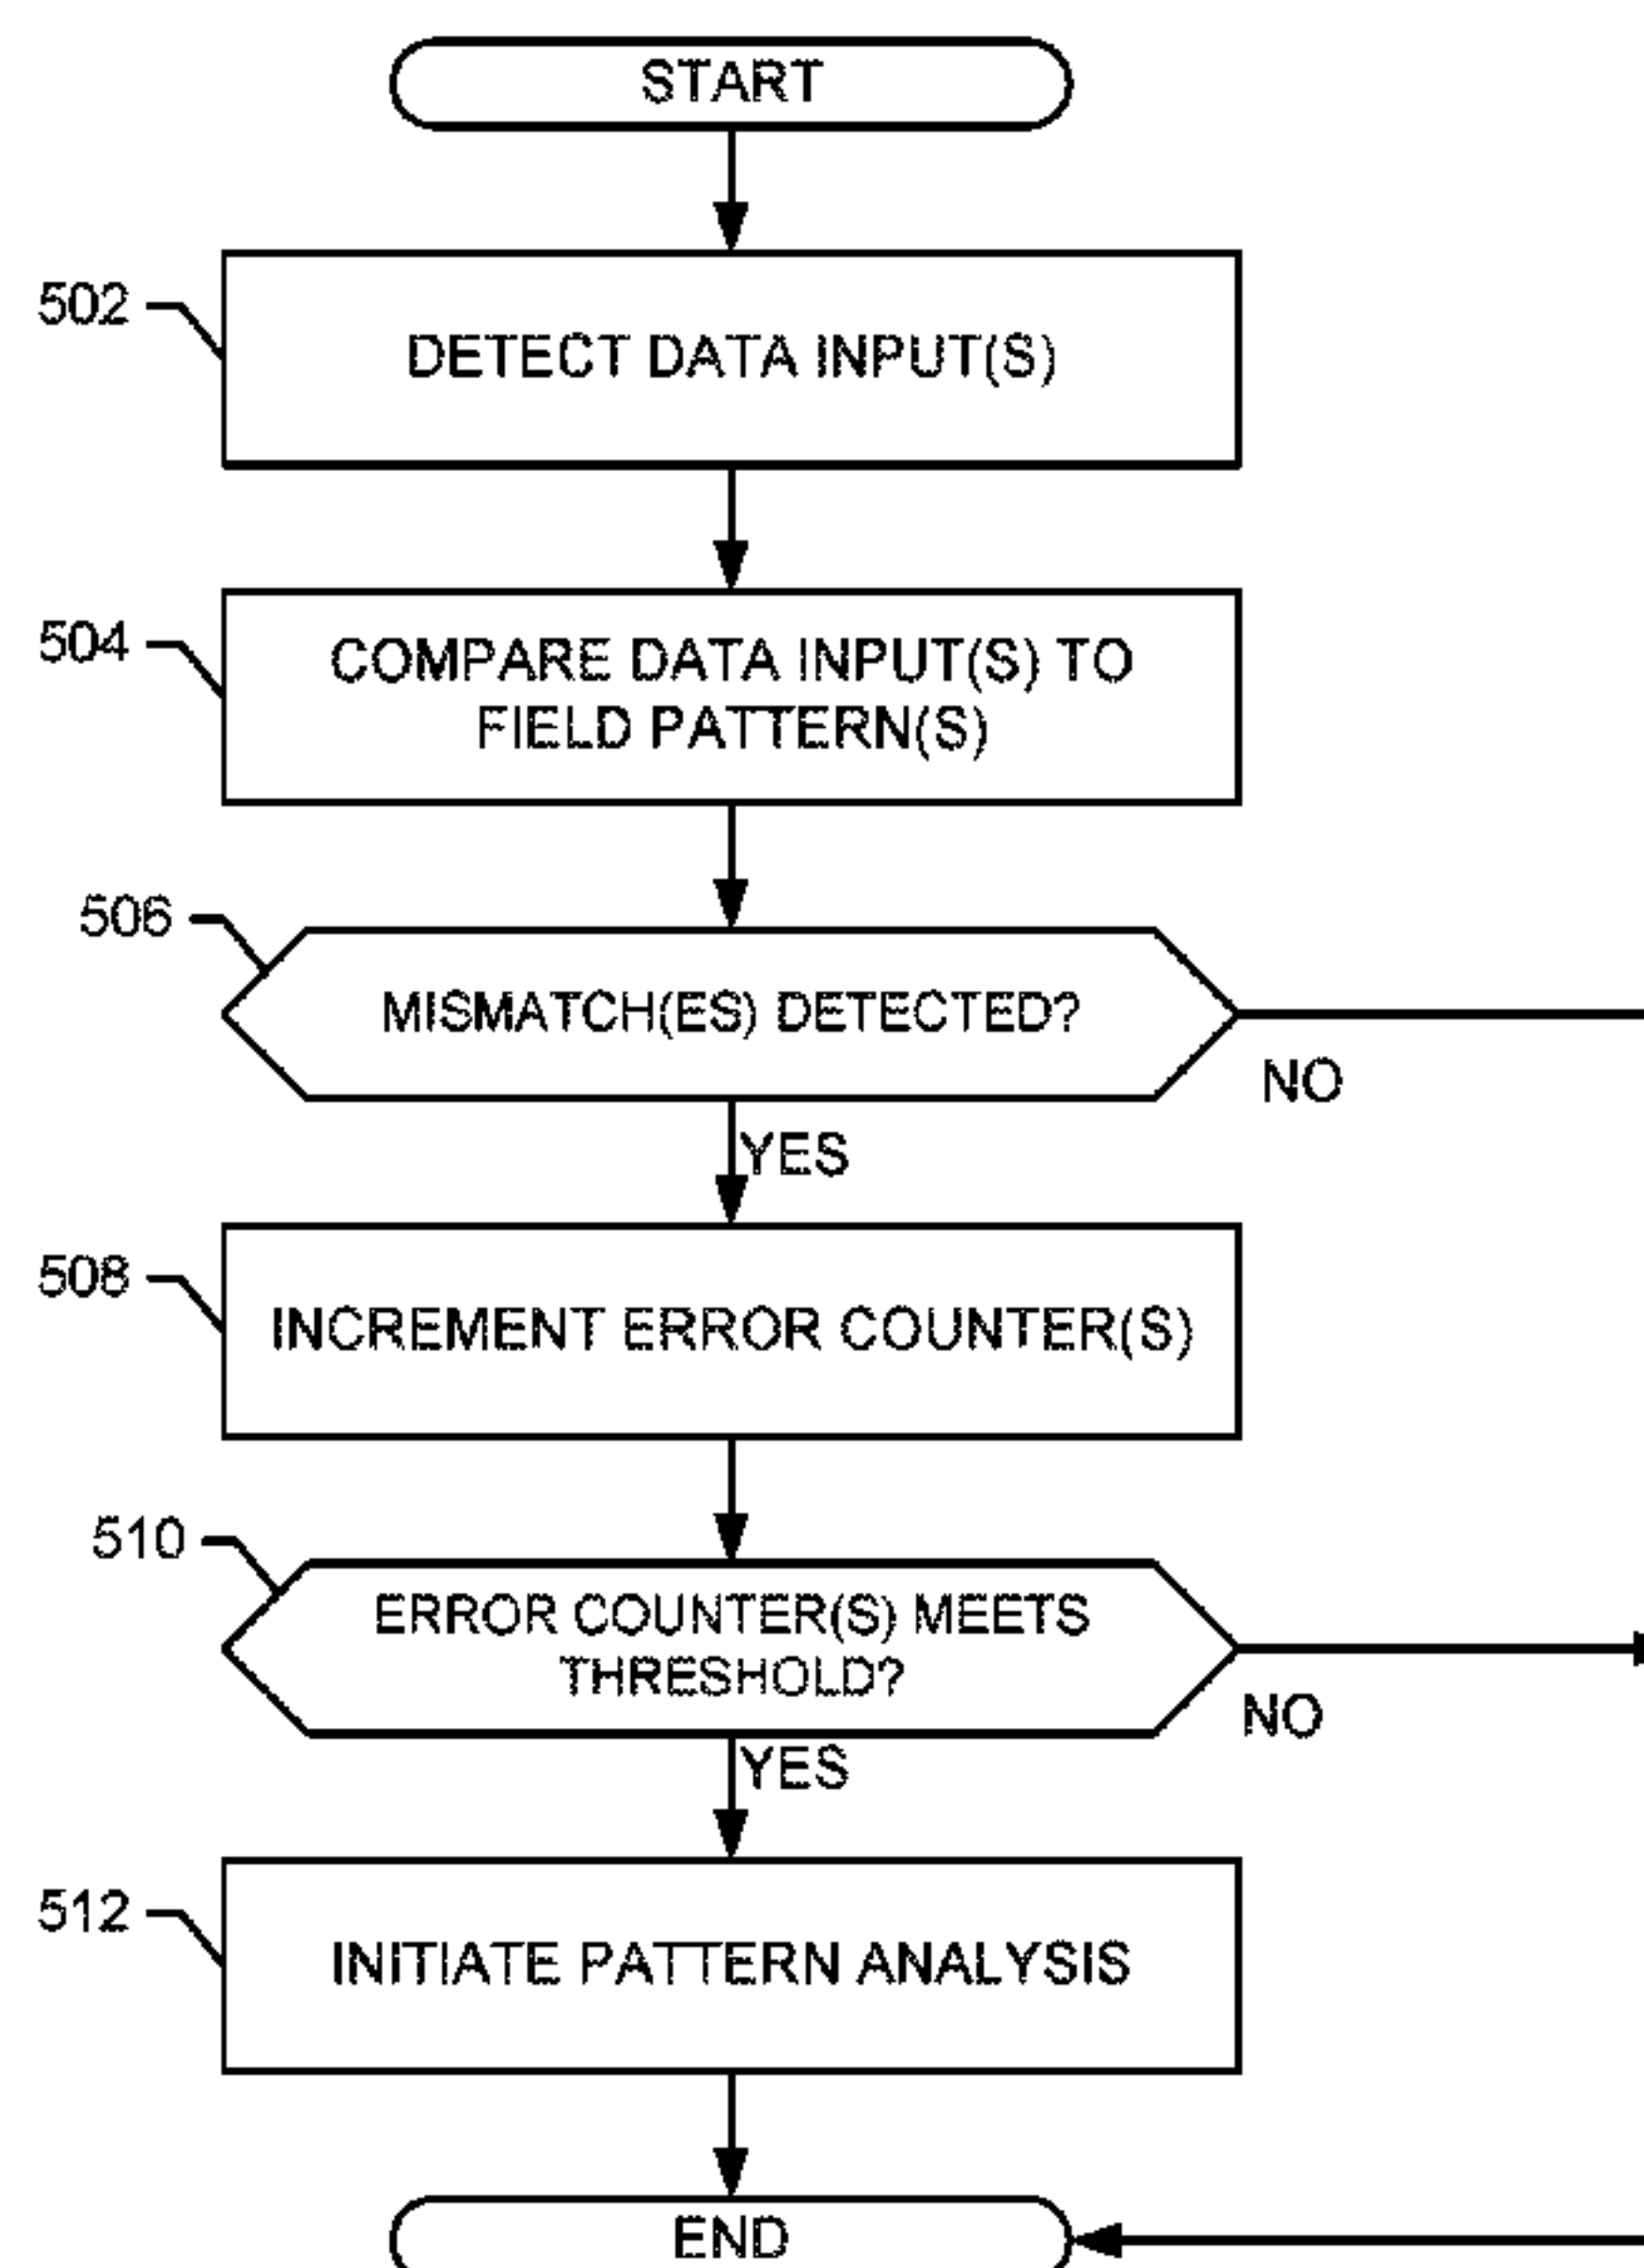 START
502
DETECT DATA INPUT(S)
504
COMPARE DATA INPUT(S) TO
FIELD PATTERN(S)
506
MISMATCH(ES) DETECTED?
NO
YES
508
INCREMENT ERROR COUNTER(S)
510
ERROR COUNTER(S) MEETS
THRESHOLD?
NO
YES
512
INITIATE PATTERN ANALYSIS
END